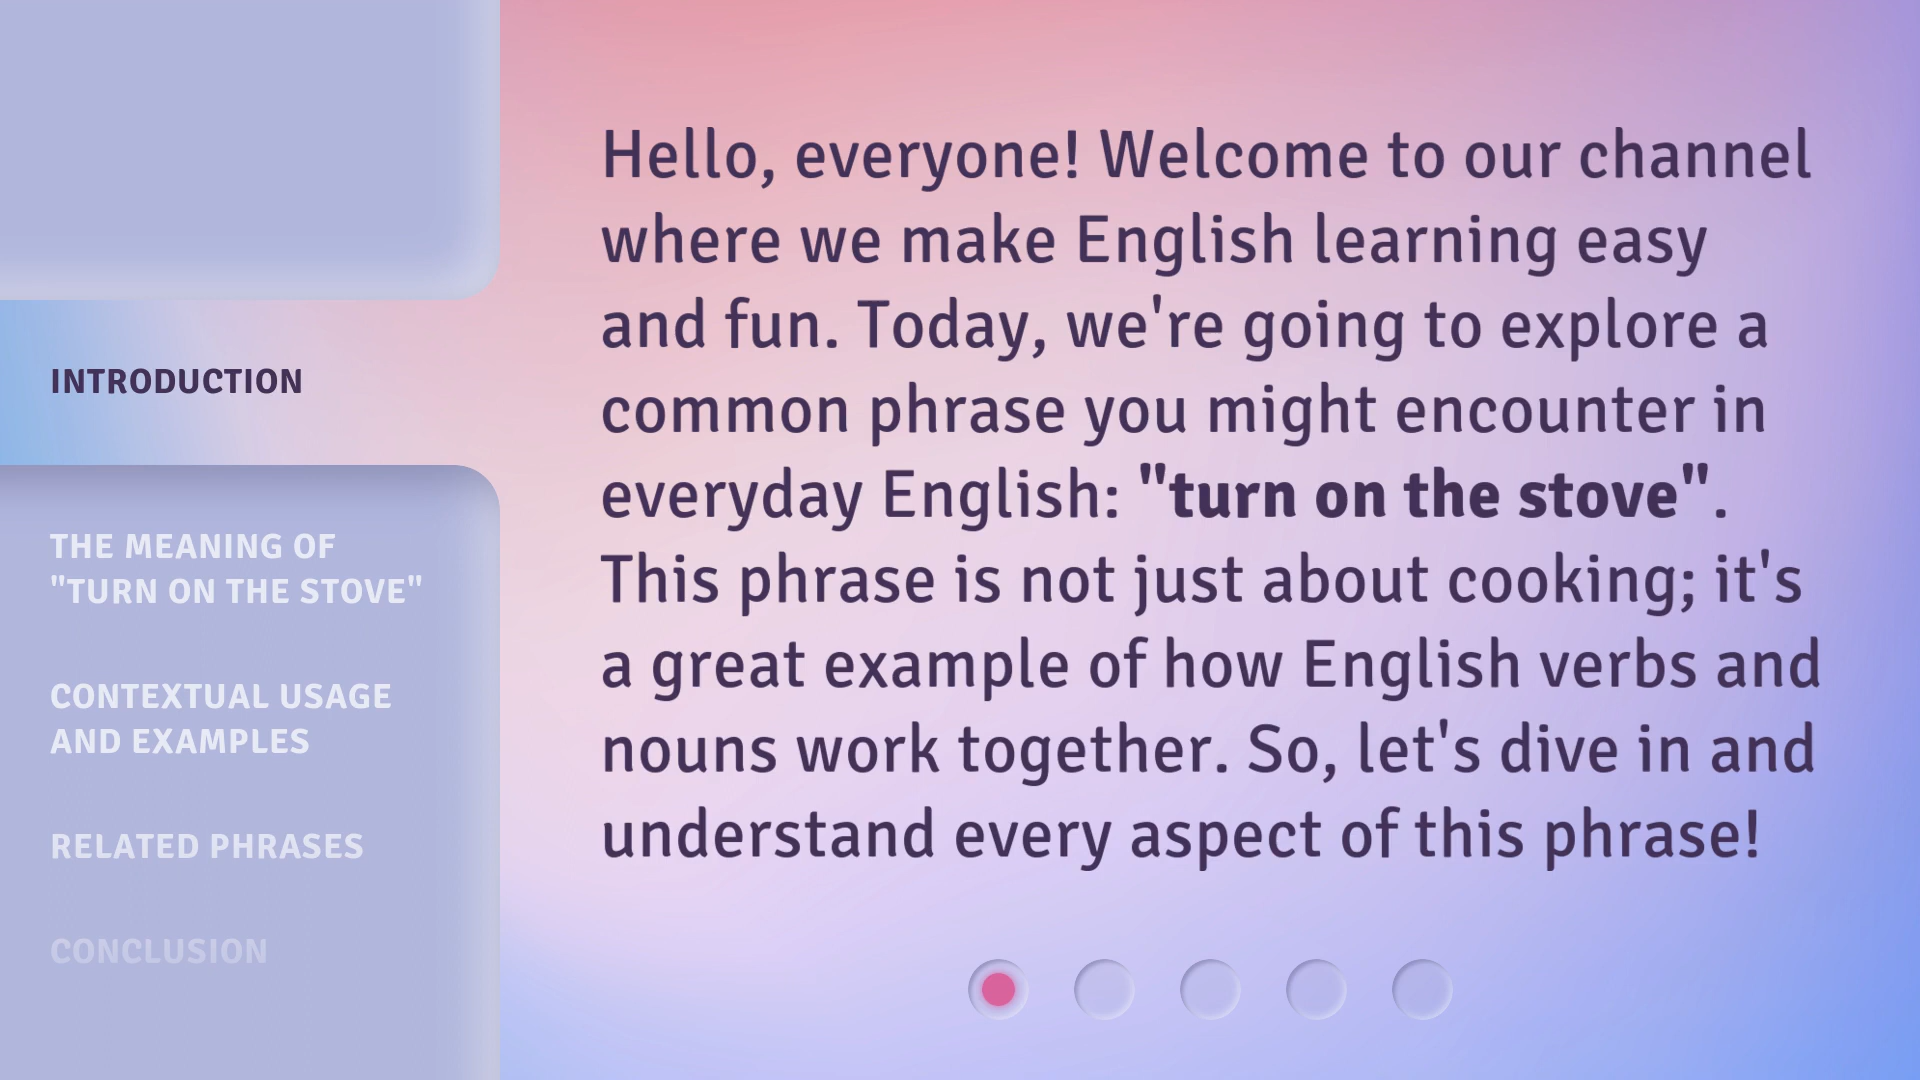 INTRODUCTION
THE MEANING OF
"TURN ON THE STOVE"
CONTEXTUAL USAGE
AND EXAMPLES
RELATED PHRASES
CONCLUSION
Hello, everyone! Welcome to our channel
where we make English learning easy
and fun. Today, we're going to explore a
common phrase you might encounter in
everyday English: "turn on the stove".
This phrase is not just about cooking; it's
a great example of how English verbs and
nouns work together. So, let's dive in and
understand every aspect of this phrase!